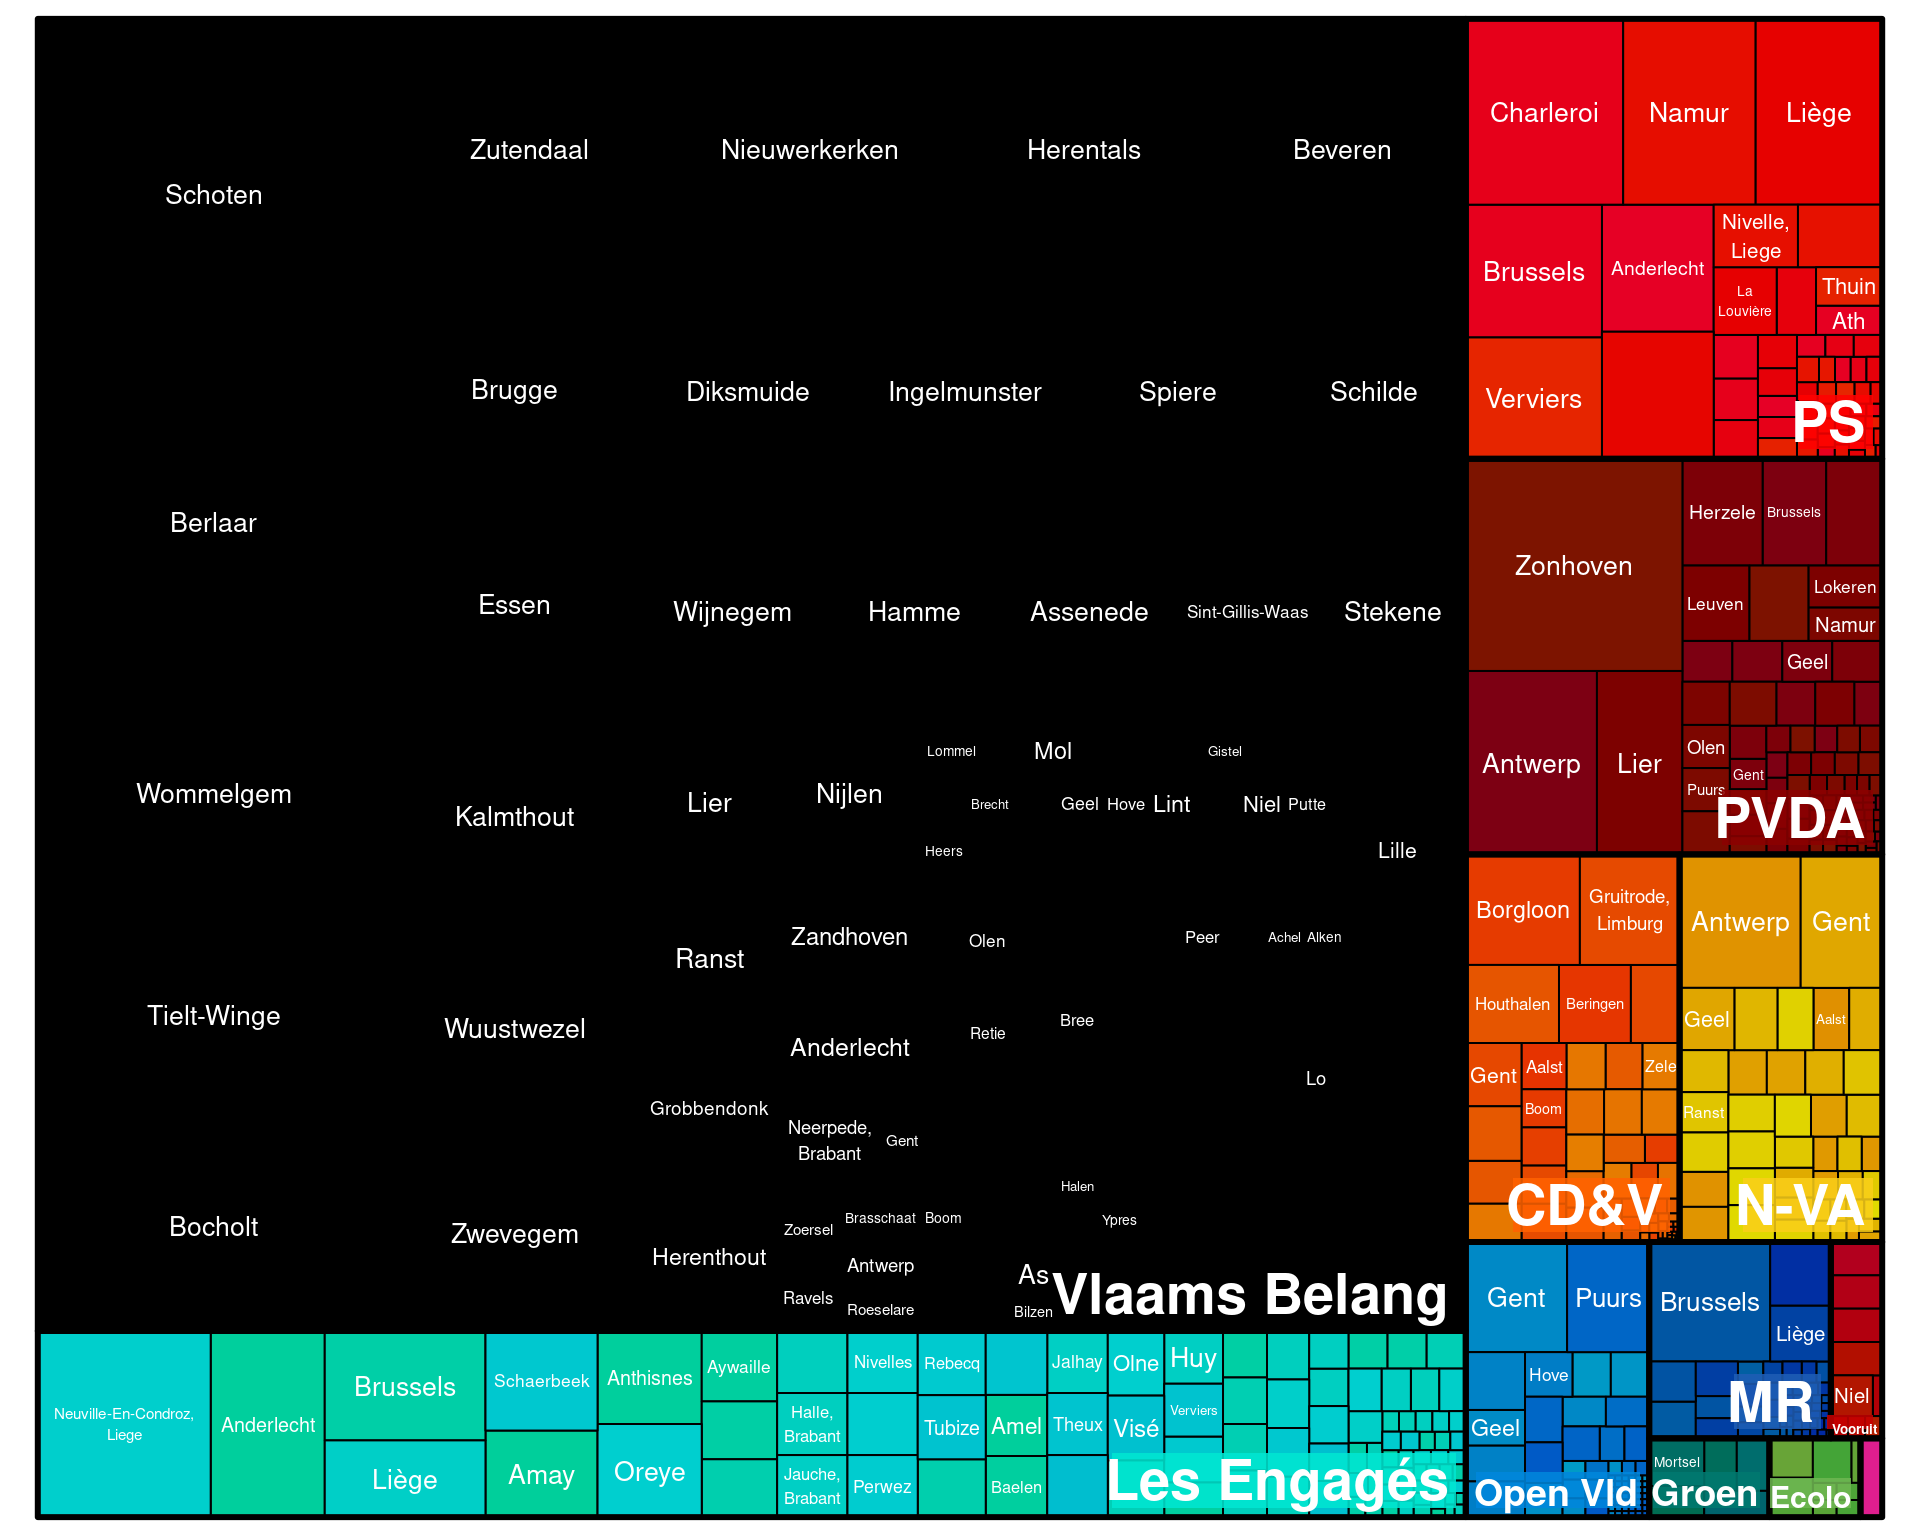 Schoten
Zutendaal
Nieuwerkerken
Herentals
Beveren
Brugge
Diksmuide
Ingelmunster
Spiere
Schilde
Berlaar
Essen
Wijnegem
Hamme
Assenede
Sint-Gillis-Waas
Stekene
Wommelgem
Kalmthout
Lier
Nijlen
Lommel
Mol
Gistel
Brecht
Geel
Hove
Lint
Niel
Putte
Heers
Lille
Tielt-Winge
Wuustwezel
Ranst
Zandhoven
Olen
Peer
Achel
Alken
Anderlecht
Retie
Bree
Lo
Grobbendonk
Neerpede,
Brabant
Gent
Halen
Bocholt
Zwevegem
Herenthout
Zoersel
Brasschaat
Boom
Ypres
Antwerp
Ravels
Roeselare
As
Bilzen
Vlaams Belang
Neuville-En-Condroz,
Liege
Anderlecht
Brussels
Liège
Schaerbeek
Amay
Anthisnes
Oreye
Aywaille
Halle,
Brabant
Jauche,
Brabant
Nivelles
Perwez
Rebecq
Tubize
Amel
Baelen
Jalhay
Theux
Olne
Visé
Huy
Verviers
Les Engagés
Charleroi
Namur
Liège
Brussels
Anderlecht
Nivelle,
Liege
La
Louvière
Thuin
Ath
Verviers
PS
Zonhoven
Herzele
Brussels
Leuven
Lokeren
Namur
Geel
Antwerp
Lier
Olen
Gent
Puurs
PVDA
Borgloon
Gruitrode,
Limburg
Houthalen
Beringen
Gent
Aalst
Zele
Boom
CD&V
Antwerp
Gent
Geel
Aalst
Ranst
N-VA
Gent
Puurs
Hove
Geel
Open Vld
Brussels
Liège
MR
Niel
Vooruit
Mortsel
Groen
Ecolo